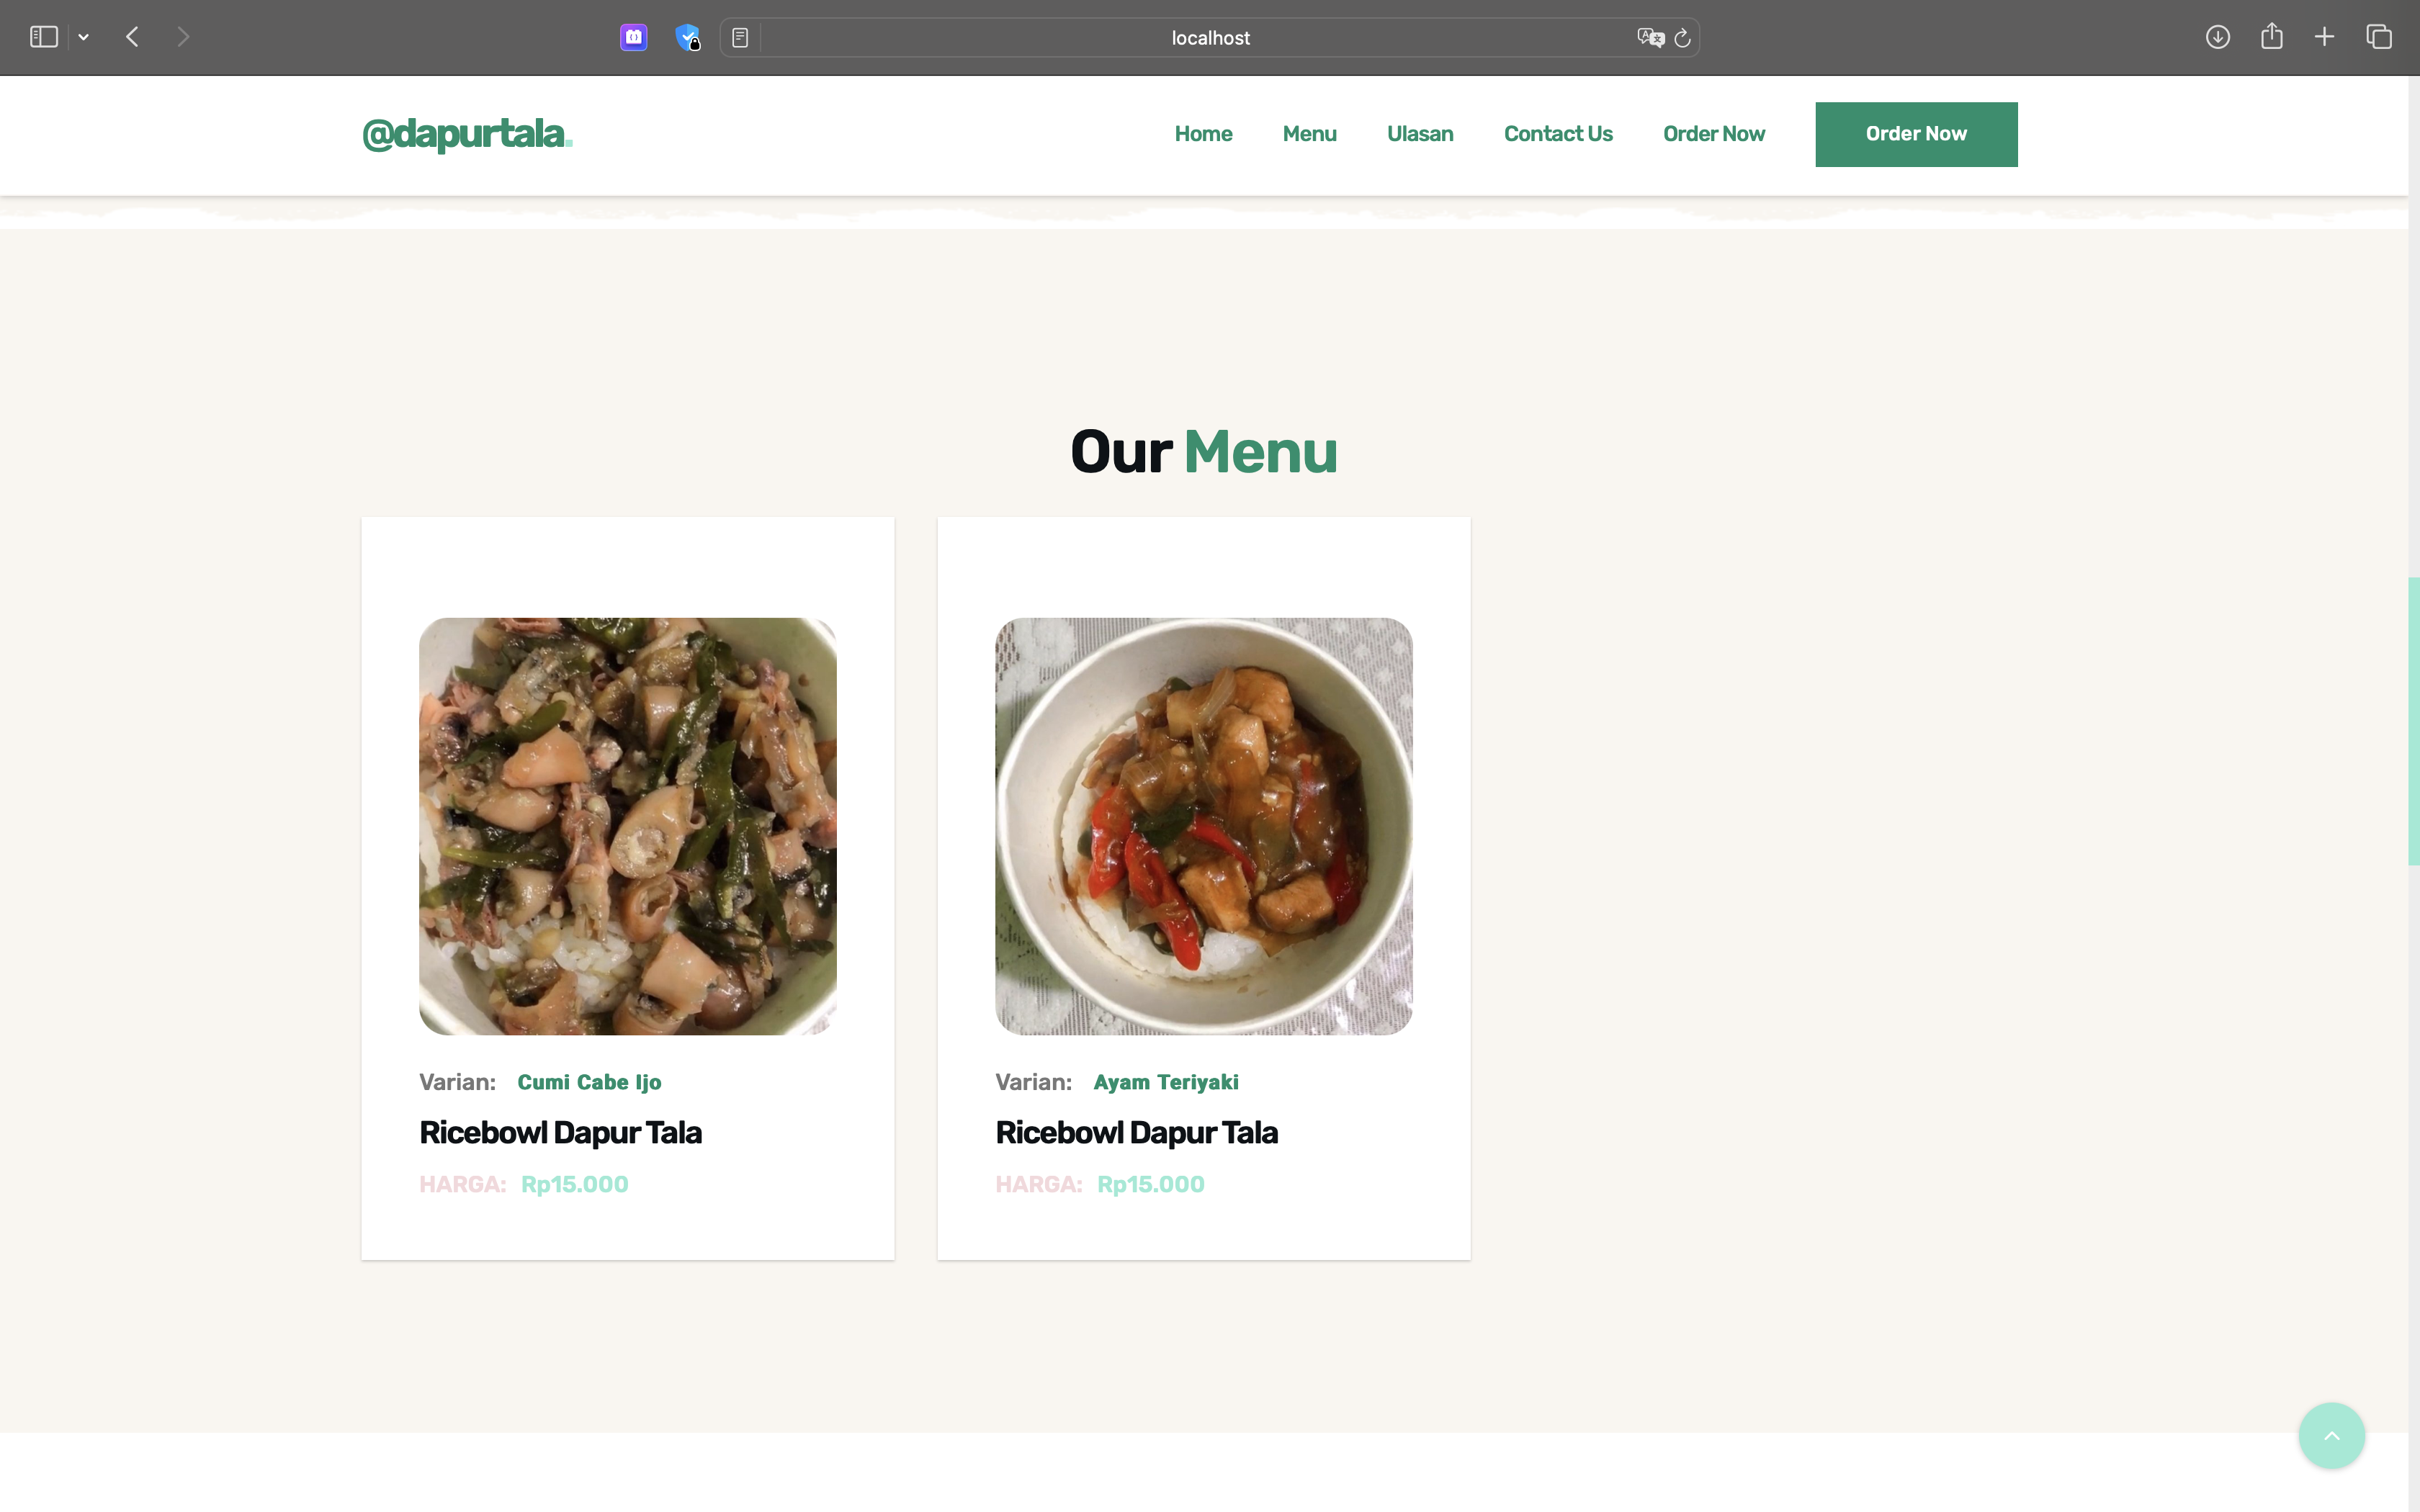 localhost
@dapurtala.
Home Menu Ulasan Contact Us Order Now Order Now
Our Menu
Varian: Cumi Cabe Ijo
Ricebowl Dapur Tala
HARGA: Rp15.000
Varian: Ayam Teriyaki
Ricebowl Dapur Tala
HARGA: Rp15.000